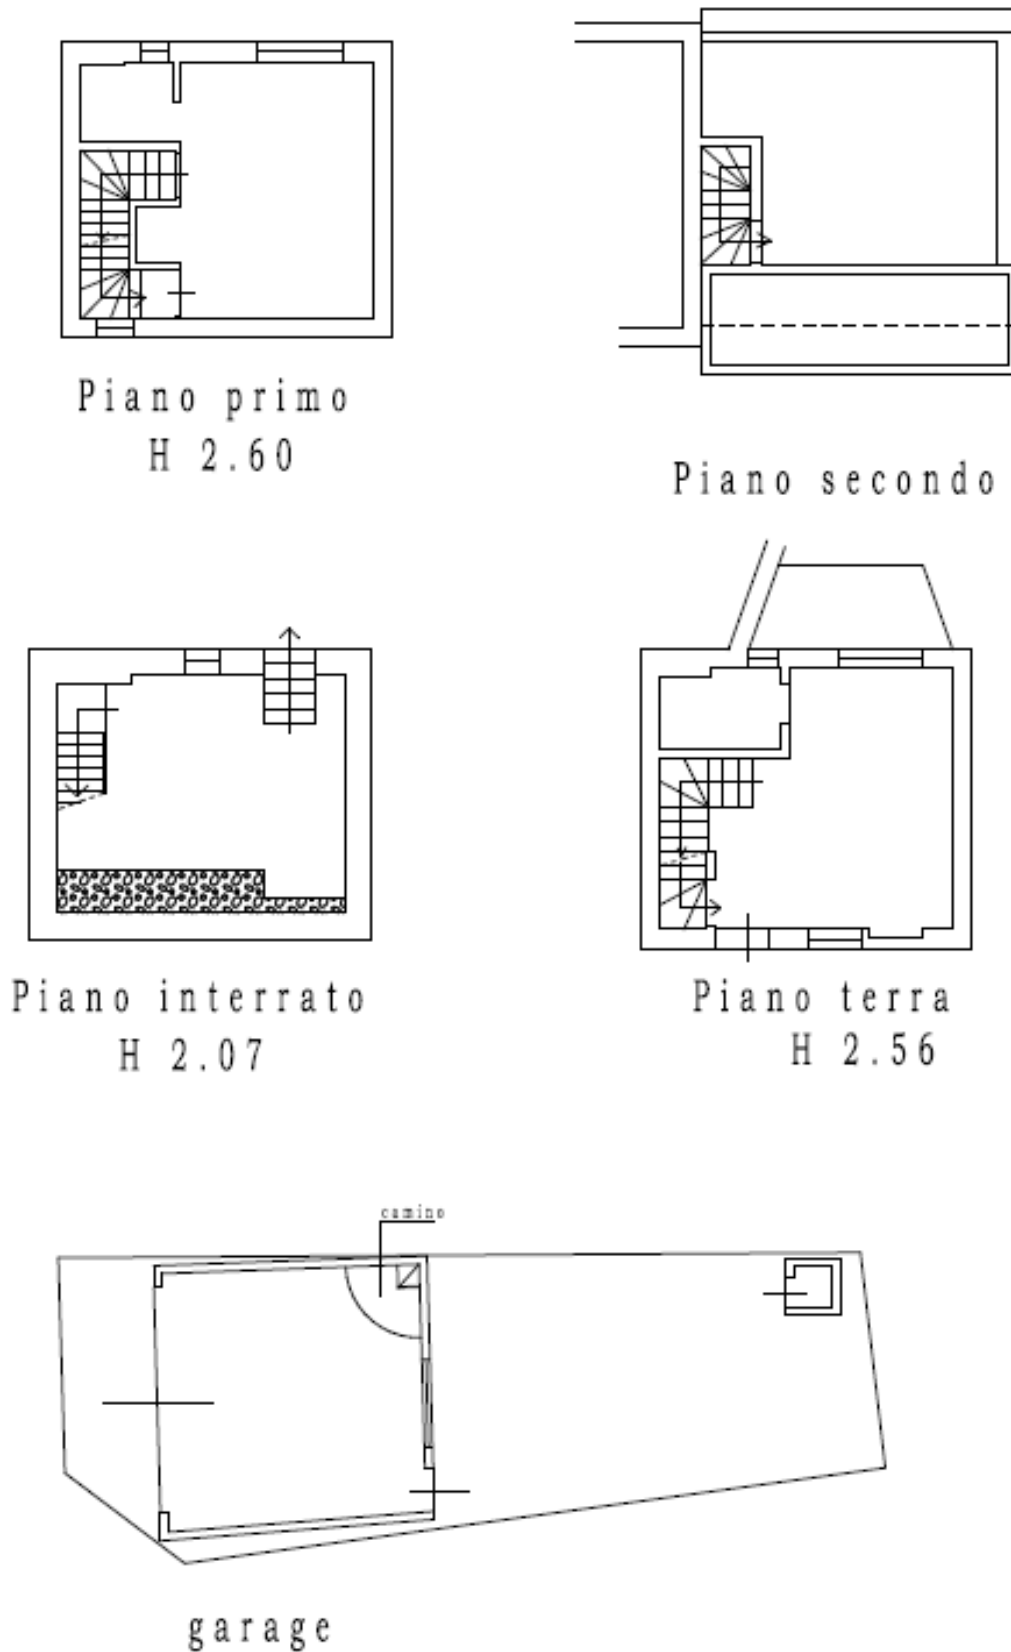 Piano primo
H 2.60
Piano secondo
Piano interrato
H 2.07
Piano terra
H 2.56
camino
garage